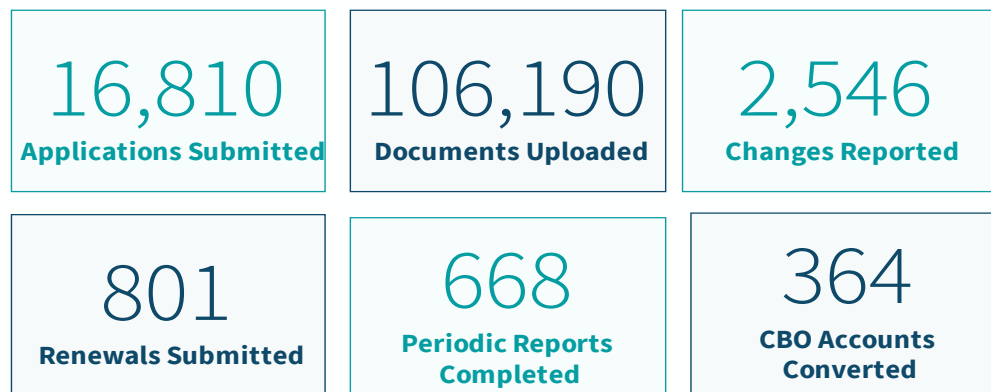 16,810
Applications Submitted
106,190
Documents Uploaded
2,546
Changes Reported
801
Renewals Submitted
668
Periodic Reports
Completed
364
CBO Accounts
Converted